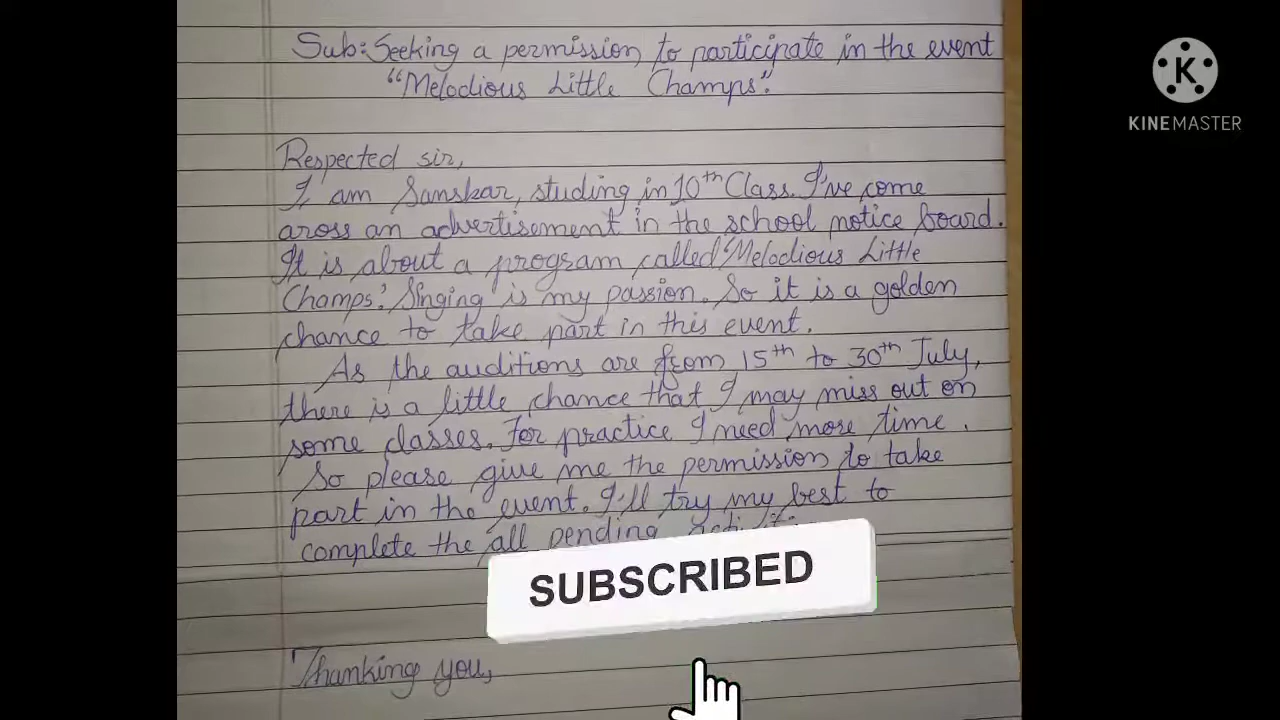 Sub: Seeking a permission to participate in the event
"Melodious Little Champs".
Respected sir,
I am Sanskar, studing in 10th Class. I've come
aross an advertisement in the school notice board.
It is about a program called 'Melodious Little
Champs'. Singing is my passion. So it is a golden
chance to take part in this event.
As the auditions are from 15th to 30th July,
there is a little chance that I may miss out on
some classes. For practice I need more time.
So please give me the permission to take
part in the event. I'll try my best to
complete the all pending
SUBSCRIBED
Thanking you,
KINEMASTER